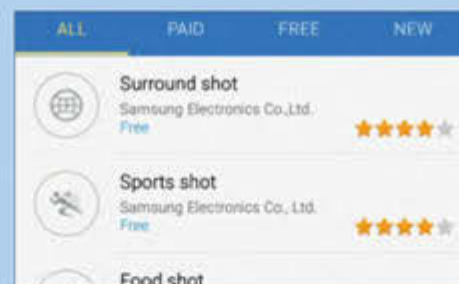 ALL PAID FREE NEW
Surround shot
Samsung Electronics Co.,Ltd.
Free
Sports shot
Samsung Electronics Co., Ltd.
Free
Food shot